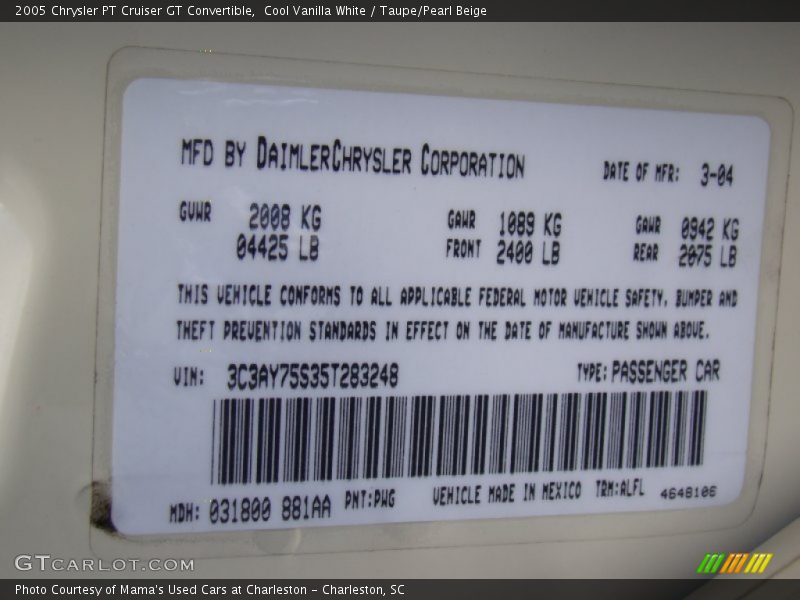 2005 Chrysler PT Cruiser GT Convertible,  Cool Vanilla White / Taupe/Pearl Beige
MFD BY DAIMLERCHRYSLER CORPORATION DATE OF MFR: 3-04
GVWR 2008 KG GAWR 1089 KG GAWR 0942 KG
04425 LB FRONT 2400 LB REAR 2075 LB
THIS VEHICLE CONFORMS TO ALL APPLICABLE FEDERAL MOTOR VEHICLE SAFETY, BUMPER AND
THEFT PREVENTION STANDARDS IN EFFECT ON THE DATE OF MANUFACTURE SHOWN ABOVE.
VIN: 3C3AY75S35T283248 TYPE: PASSENGER CAR
MDH: 031800 881AA PNT:PWG VEHICLE MADE IN MEXICO TRM:ALFL 4648106
GTCARLOT.COM
Photo Courtesy of Mama's Used Cars at Charleston - Charleston, SC